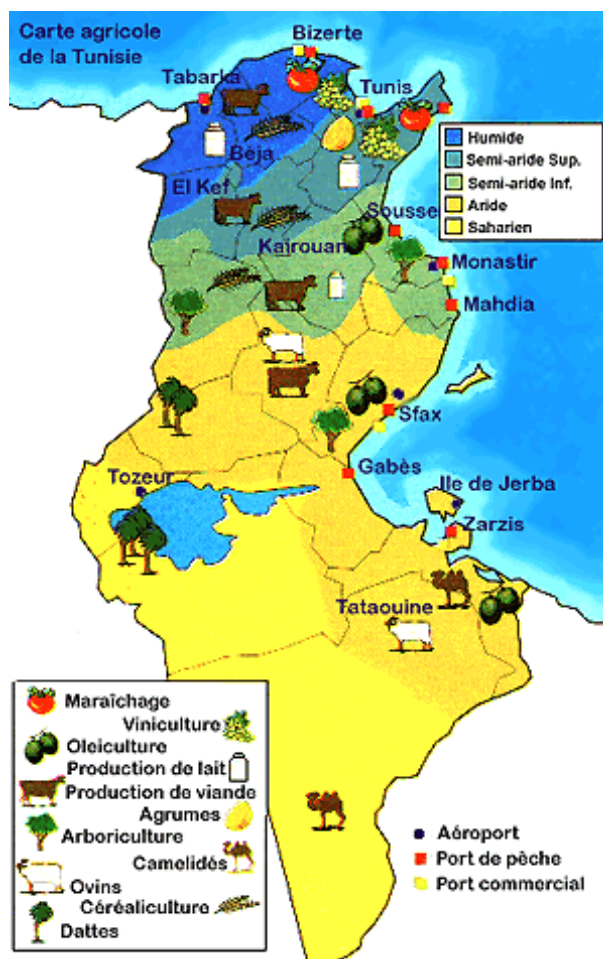 Carte agricole
de la Tunisie
Bizerte
Tabarka
Tunis
Béja
El Kef
Humide
Semi-aride Sup.
Semi-aride Inf.
Aride
Saharien
Sousse
Kairouan
Monastir
Mahdia
Sfax
Gabès
Tozeur
Ile de Jerba
Zarzis
Tataouine
Maraîchage
Viniculture
Oleiculture
Production de lait
Production de viande
Agrumes
Arboriculture
Camelidés
Ovins
Céréaliculture
Dattes
Aéroport
Port de pêche
Port commercial